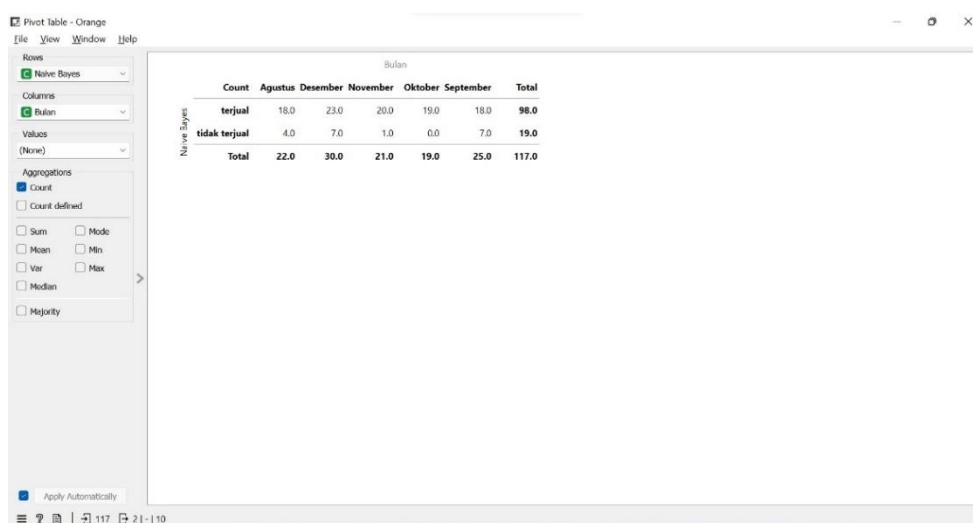 Pivot Table - Orange
File View Window Help
Rows
C Naive Bayes
Columns
C Bulan
Values
(None)
Aggregations
Count
Count defined
Sum Mode
Mean Min
Var Max
Median
Majority
Apply Automatically
117 2 | - | 10
Bulan
Naive Bayes
Count Agustus Desember November Oktober September Total
terjual 18.0 23.0 20.0 19.0 18.0 98.0
tidak terjual 4.0 7.0 1.0 0.0 7.0 19.0
Total 22.0 30.0 21.0 19.0 25.0 117.0